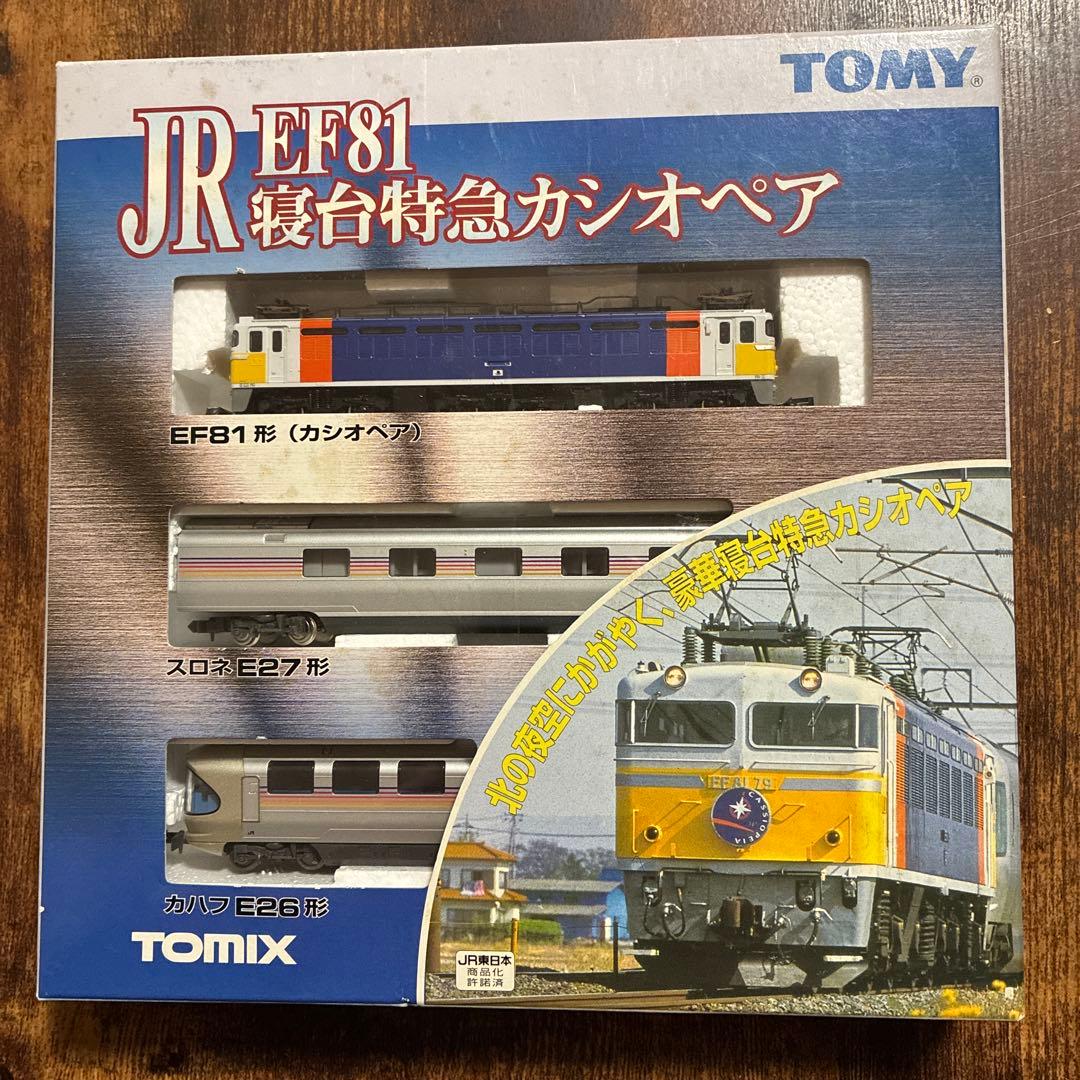 TOMY®
JR EF81
寝台特急カシオペア
EF81形（カシオペア）
スロネE27形
カハフE26形
TOMIX
北の夜空にかがやく、豪華寝台特急カシオペア
EF81 79
CASSIOPEIA
JR東日本
商品化
許諾済